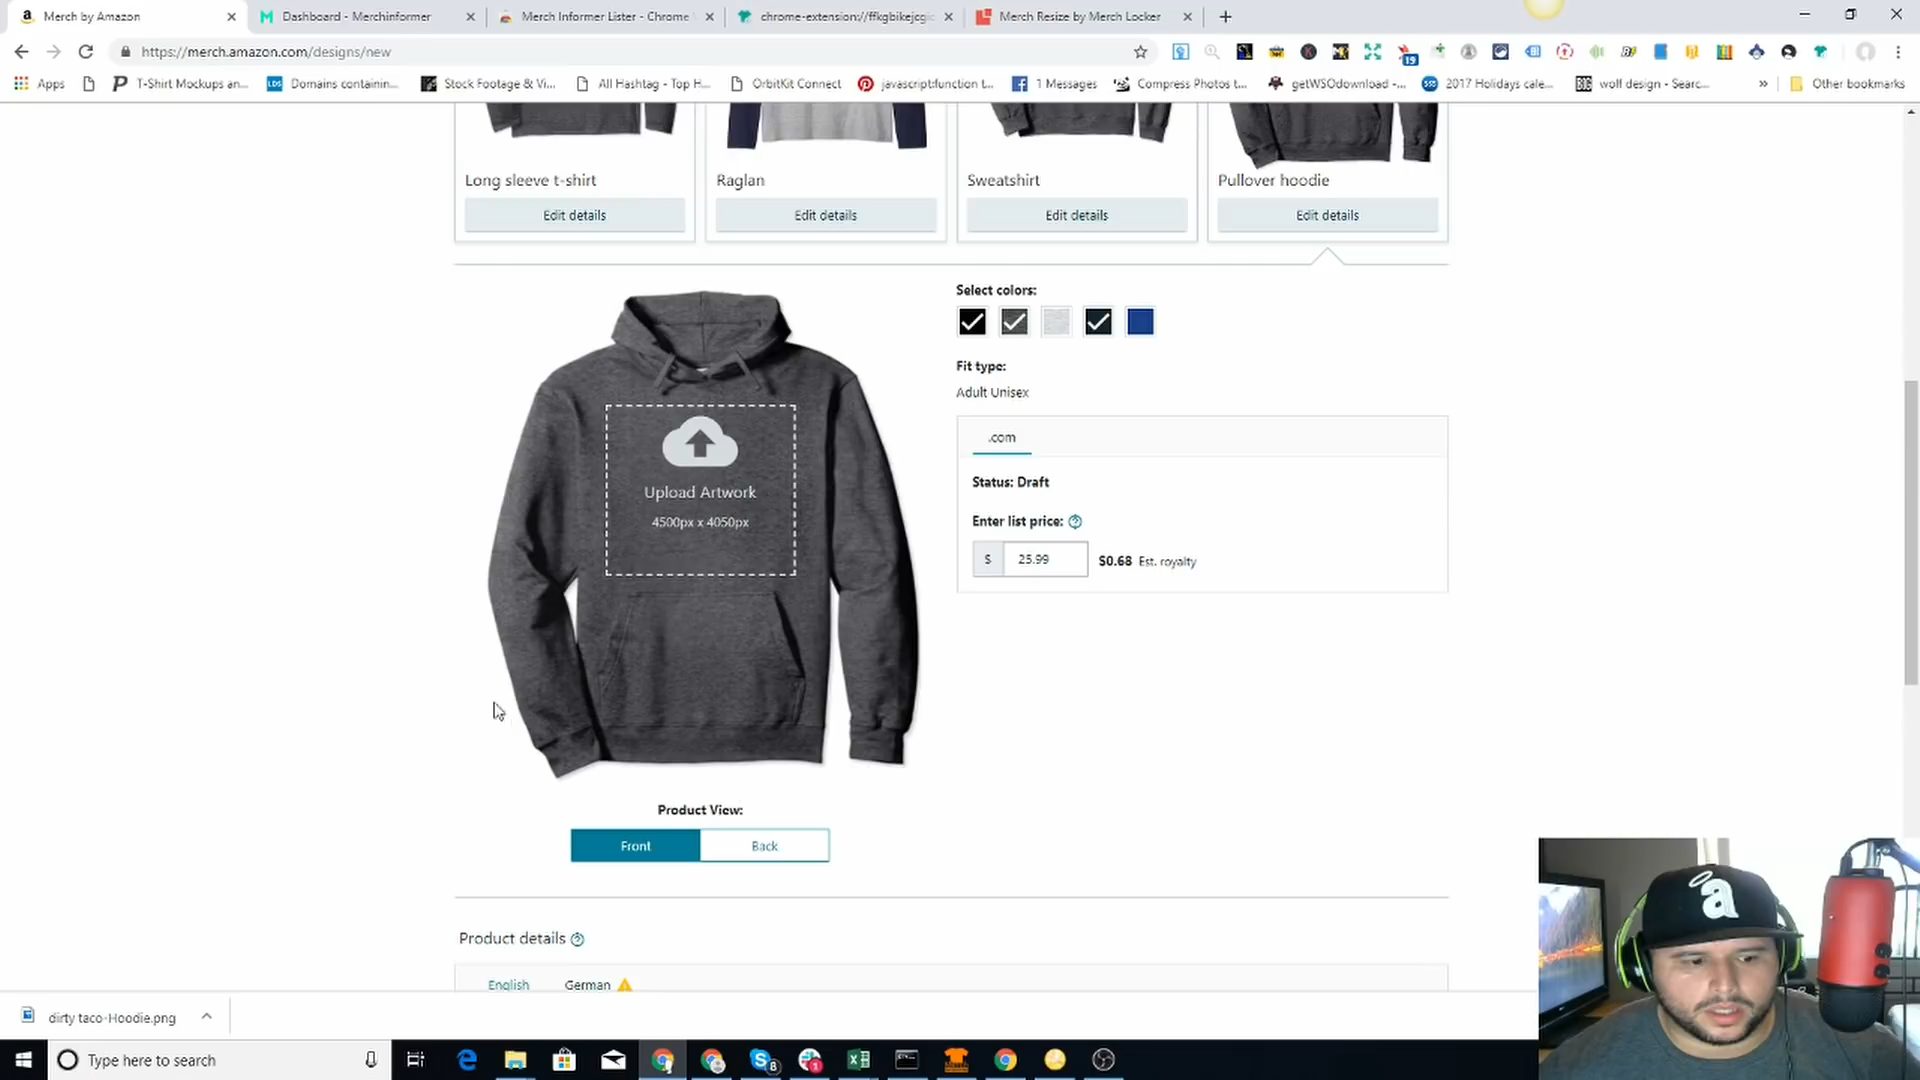 Merch by Amazon
Dashboard - Merchinformer
Merch Informer Lister - Chrome
chrome-extension://ffkgbikejcgic
Merch Resize by Merch Locker
https://merch.amazon.com/designs/new
19
Apps
T-Shirt Mockups an...
Domains containin...
Stock Footage & Vi...
All Hashtag - Top H...
OrbitKit Connect
javascript:function t...
1 Messages
Compress Photos t...
getWSOdownload -...
2017 Holidays cale...
wolf design - Searc...
Other bookmarks
Long sleeve t-shirt
Raglan
Sweatshirt
Pullover hoodie
Edit details
Edit details
Edit details
Edit details
Select colors:
Fit type:
Adult Unisex
.com
Status: Draft
Enter list price:
$ 25.99 $0.68 Est. royalty
Upload Artwork
4500px x 4050px
Product View:
Front
Back
Product details
English
German
dirty taco-Hoodie.png
Type here to search